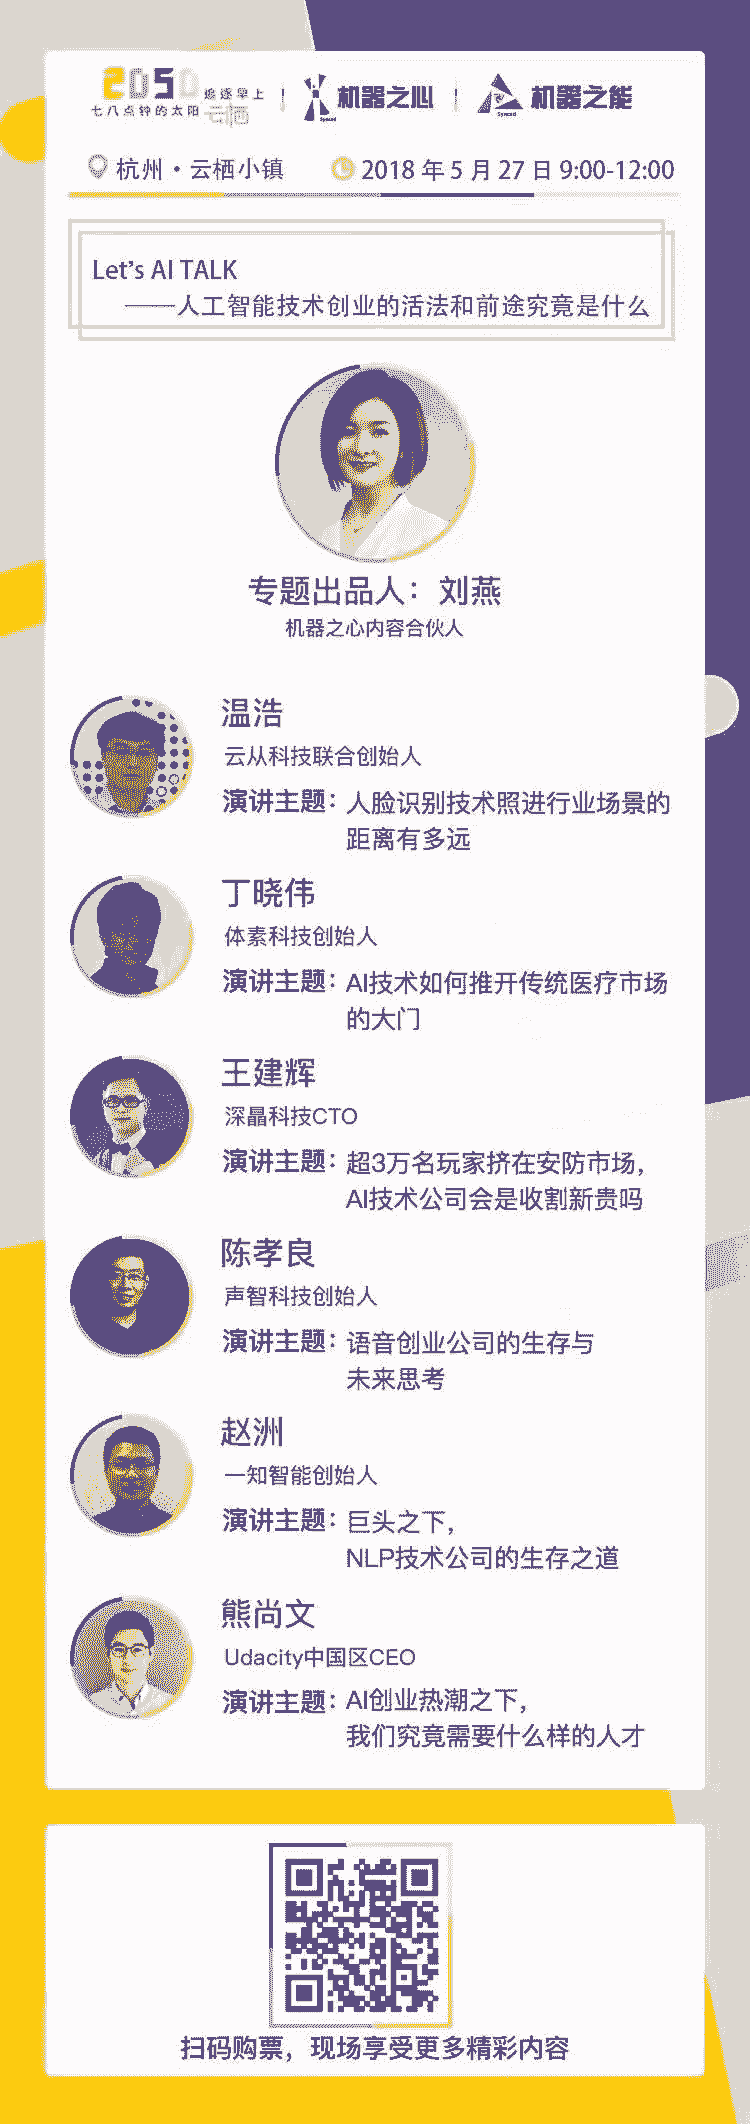 2050 追逐早上
七八点钟的太阳 云栖
机器之心 Synced
机器之能 Synced
杭州·云栖小镇
2018 年 5 月 27 日 9:00-12:00
Let's AI TALK
——人工智能技术创业的活法和前途究竟是什么
专题出品人：刘燕
机器之心内容合伙人
温浩
云从科技联合创始人
演讲主题：人脸识别技术照进行业场景的
距离有多远
丁晓伟
体素科技创始人
演讲主题：AI技术如何推开传统医疗市场
的大门
王建辉
深晶科技CTO
演讲主题：超3万名玩家挤在安防市场，
AI技术公司会是收割新贵吗
陈孝良
声智科技创始人
演讲主题：语音创业公司的生存与
未来思考
赵洲
一知智能创始人
演讲主题：巨头之下，
NLP技术公司的生存之道
熊尚文
Udacity中国区CEO
演讲主题：AI创业热潮之下，
我们究竟需要什么样的人才
扫码购票，现场享受更多精彩内容